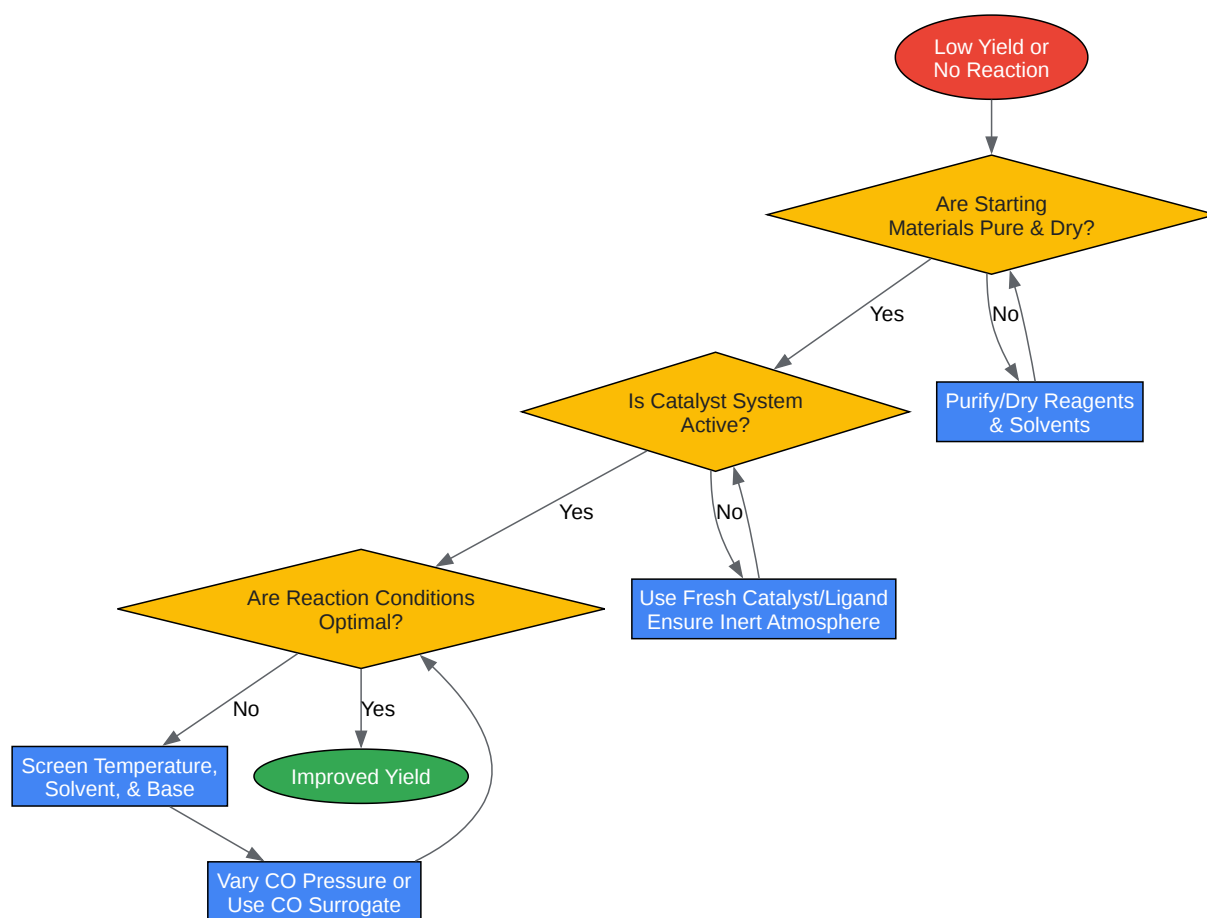 Low Yield or
No Reaction
Are Starting
Materials Pure & Dry?
Yes
No
Is Catalyst System
Active?
Purify/Dry Reagents
& Solvents
Yes
No
Are Reaction Conditions
Optimal?
Use Fresh Catalyst/Ligand
Ensure Inert Atmosphere
No
Yes
Screen Temperature,
Solvent, & Base
Improved Yield
Vary CO Pressure or
Use CO Surrogate